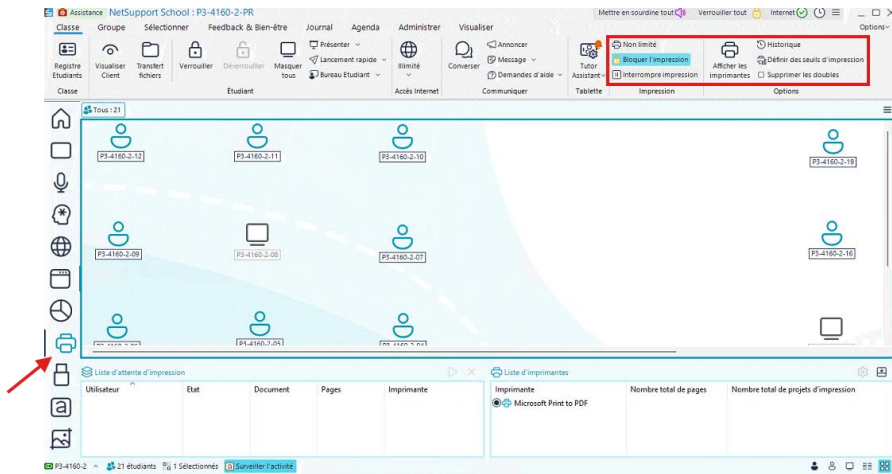 Assistance NetSupport School : P3-4160-2-PR
Mettre en sourdine tout
Verrouiller tout
Internet
Classe Groupe Sélectionner Feedback & Bien-être Journal Agenda Administrer Visualiser
Options
Registre Etudiants
Visualiser Client
Transfert fichiers
Verrouiller
Déverrouiller
Masquer tous
Présenter
Lancement rapide
Bureau Etudiant
Illimité
Converser
Annoncer
Message
Demandes d'aide
Tutor Assistant
Non limité
Bloquer l'impression
Interrompre impression
Afficher les imprimantes
Historique
Définir des seuils d'impression
Supprimer les doubles
Classe Étudiant Accès Internet Communiquer Tablette Impression Options
Tous : 21
P3-4160-2-12
P3-4160-2-11
P3-4160-2-10
P3-4160-2-19
P3-4160-2-09
P3-4160-2-08
P3-4160-2-07
P3-4160-2-16
P3-4160-2-05
Liste d'attente d'impression
Utilisateur Etat Document Pages Imprimante
Liste d'imprimantes
Imprimante Nombre total de pages Nombre total de projets d'impression
Microsoft Print to PDF
P3-4160-2 21 étudiants 1 Sélectionnés Surveiller l'activité